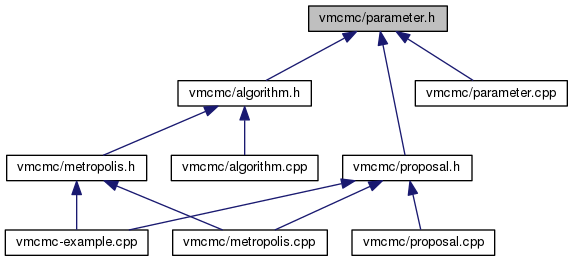 vmcmc/parameter.h
vmcmc/algorithm.h
vmcmc/parameter.cpp
vmcmc/metropolis.h
vmcmc/algorithm.cpp
vmcmc/proposal.h
vmcmc-example.cpp
vmcmc/metropolis.cpp
vmcmc/proposal.cpp